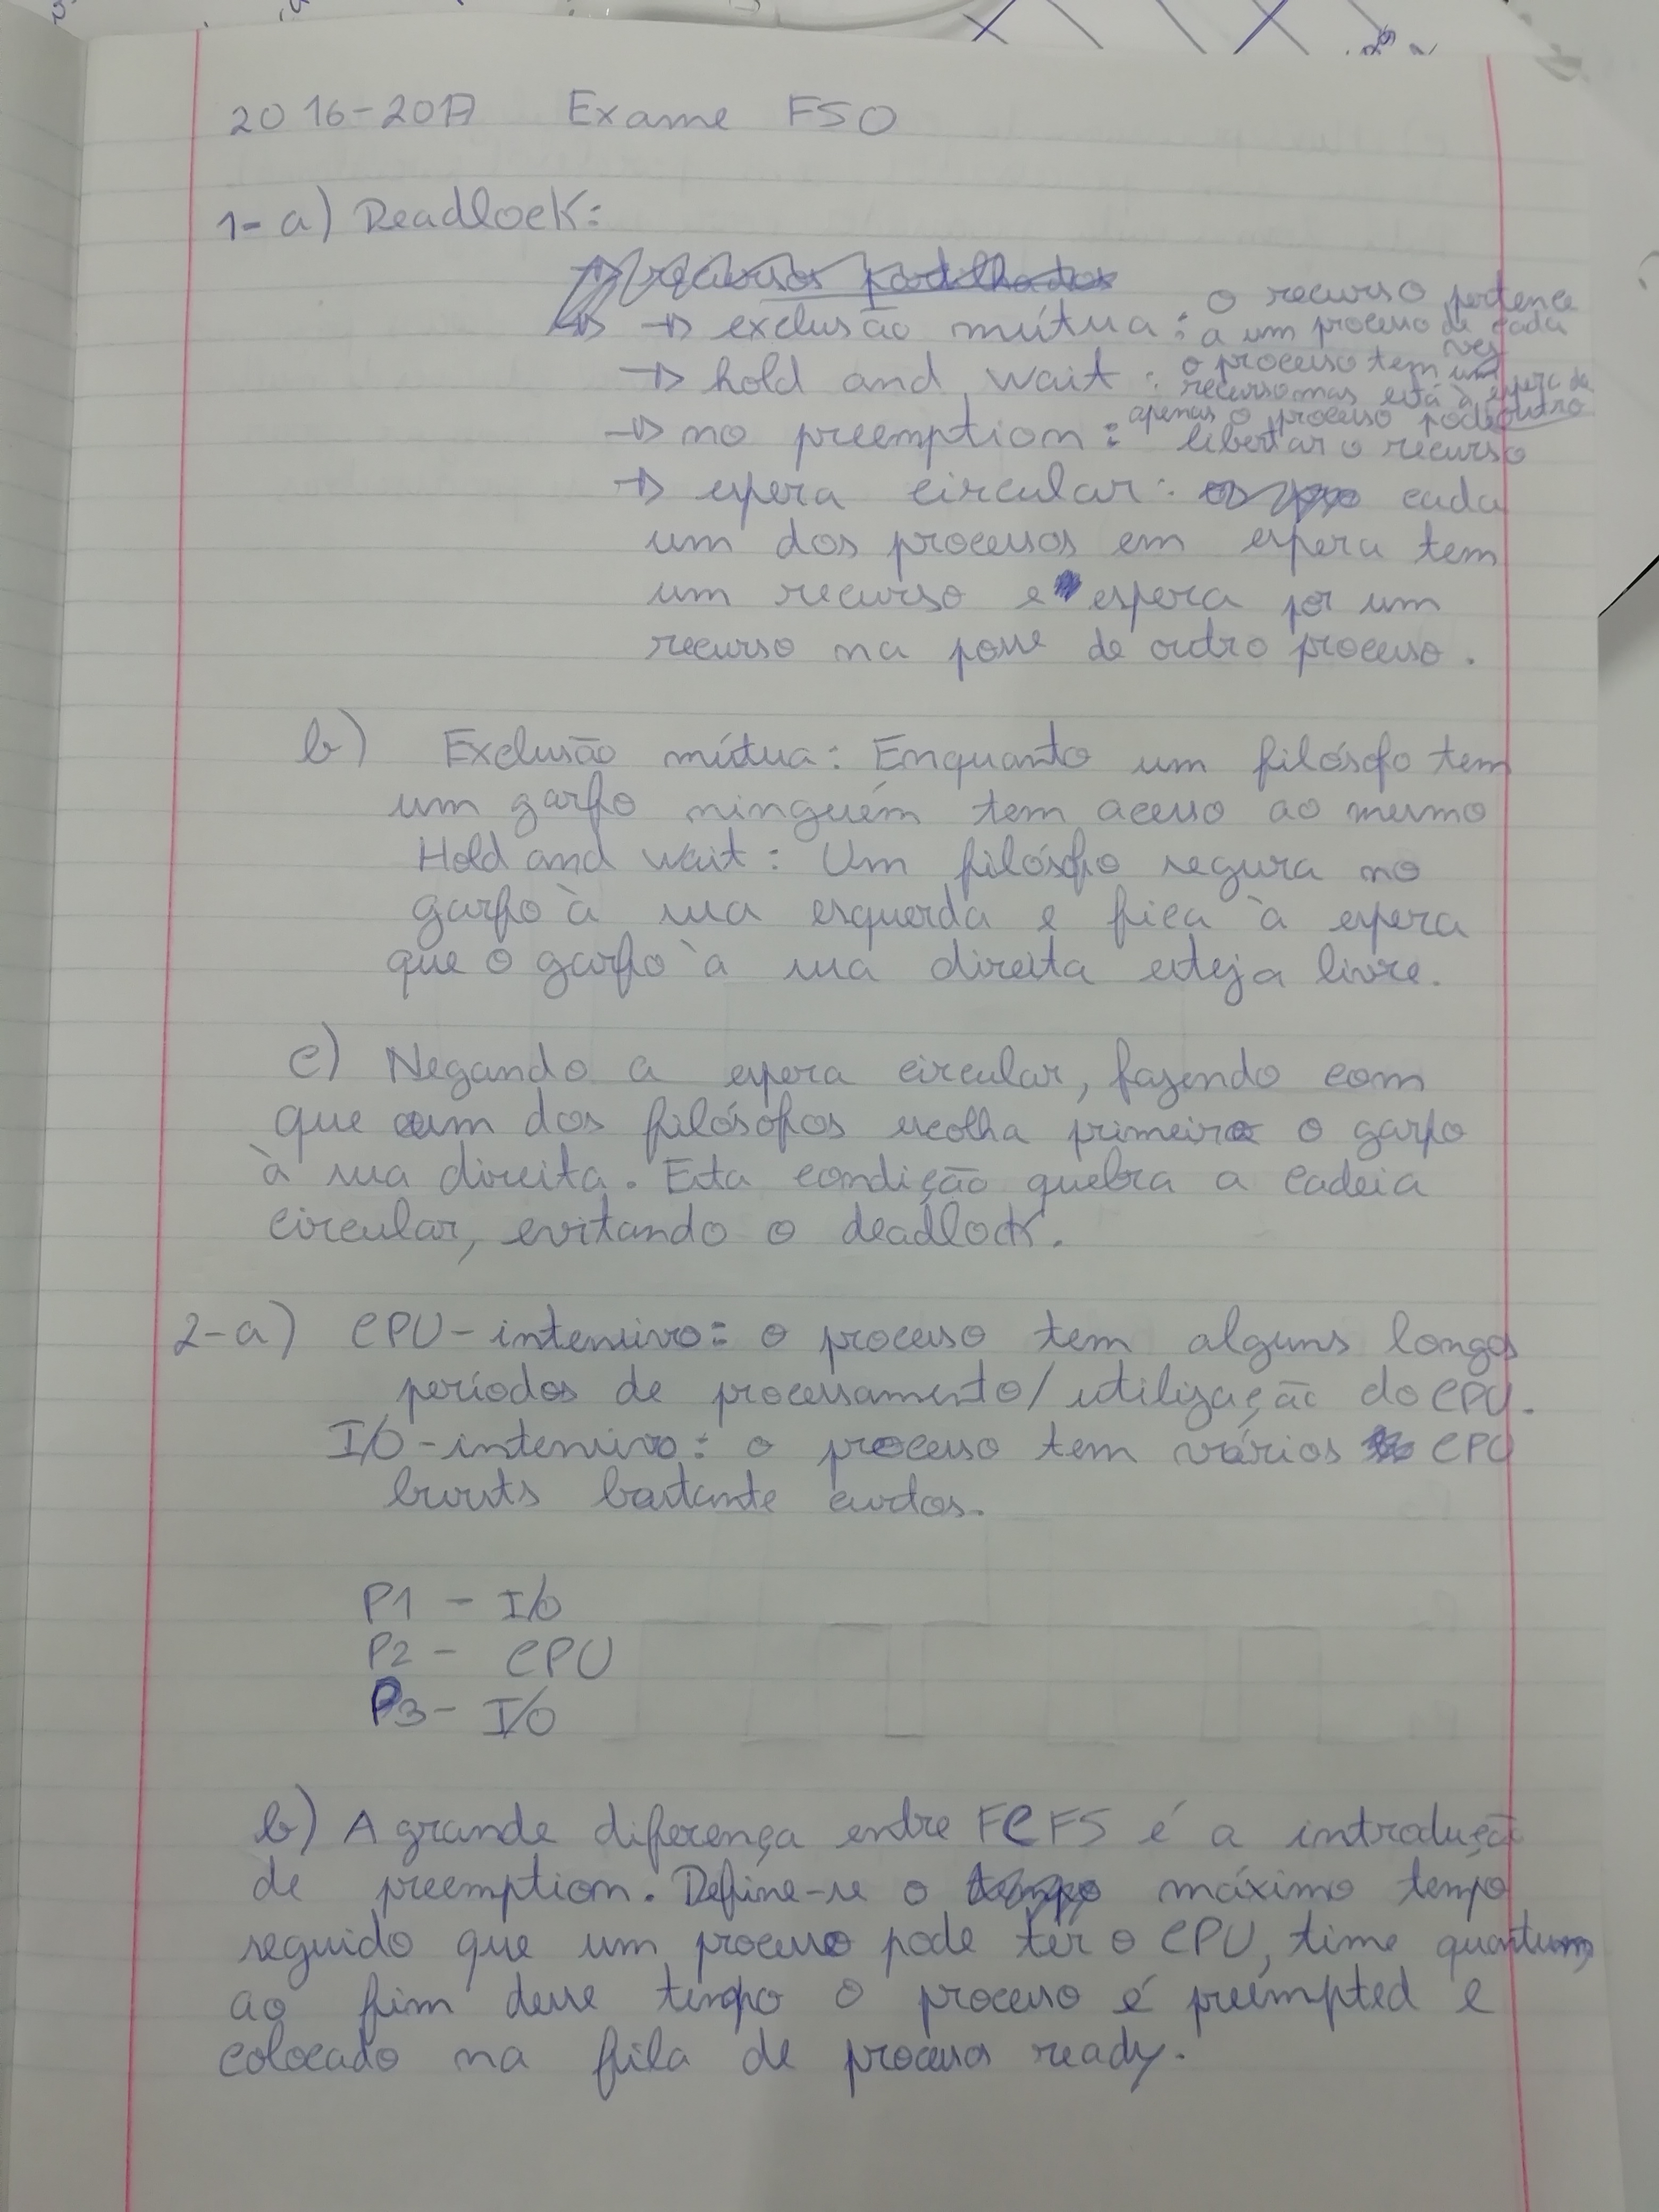 2016-2017 Exame FSO
1- a) Deadlock:
→ exclusão mútua: o recurso pertence
a um processo de cada
vez
→ hold and wait: o processo tem um
recurso mas está à espera de
outro
→ no preemption: apenas o processo pode
libertar o recurso
→ espera circular: cada
um dos processos em espera tem
um recurso e espera por um
recurso na posse de outro processo.
b) Exclusão mútua: Enquanto um filósofo tem
um garfo ninguém tem acesso ao mesmo
Hold and wait: Um filósofo segura no
garfo à sua esquerda e fica à espera
que o garfo à sua direita esteja livre.
c) Negando a espera circular, fazendo com
que um dos filósofos escolha primeiro o garfo
à sua direita. Esta condição quebra a cadeia
circular, evitando o deadlock.
2-a) CPU-intensivo: o processo tem alguns longos
períodos de processamento/utilização do CPU.
I/O-intensivo: o processo tem vários CPU
bursts bastante curtos.
P1 - I/O
P2 - CPU
P3 - I/O
b) A grande diferença entre FCFS é a introdução
de preemption. Define-se o máximo tempo
seguido que um processo pode ter o CPU, time quantum,
ao fim desse tempo o processo é preempted e
colocado na fila de processos ready.